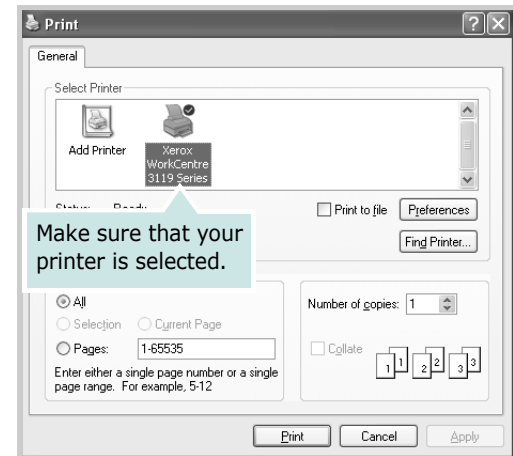 Print
General
Select Printer
Add Printer
Xerox
WorkCentre
3119 Series
Print to file
Preferences
Find Printer...
Make sure that your
printer is selected.
All
Selection Current Page
Pages: 1-65535
Enter either a single page number or a single
page range. For example, 5-12
Number of copies: 1
Collate
1 1 2 2 3 3
Print Cancel Apply